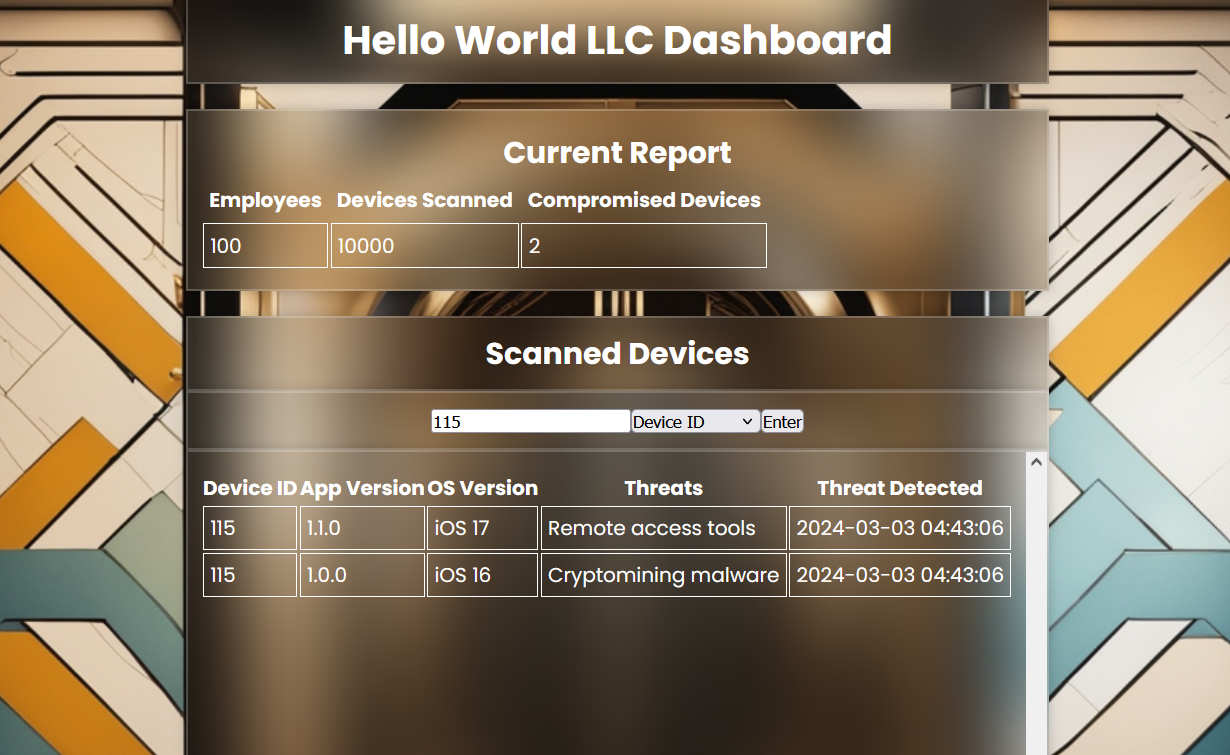 Hello World LLC Dashboard
Current Report
Employees Devices Scanned Compromised Devices
100 10000 2
Scanned Devices
115 Device ID Enter
Device ID App Version OS Version Threats Threat Detected
115 1.1.0 iOS 17 Remote access tools 2024-03-03 04:43:06
115 1.0.0 iOS 16 Cryptomining malware 2024-03-03 04:43:06